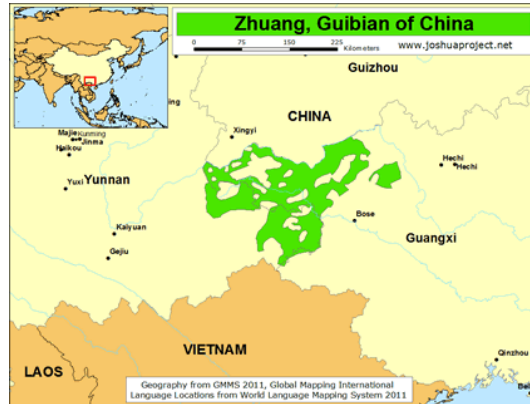 Zhuang, Guibian of China
0 75 150 225
Kilometers
www.joshuaproject.net
Guizhou
CHINA
Xingyi
Majie
Kunming
Jinma
Haikou
Yunnan
Yuxi
Hechi
Hechi
Bose
Kaiyuan
Guangxi
Gejiu
VIETNAM
LAOS
Qinzhou
Geography from GMMS 2011, Global Mapping International
Language Locations from World Language Mapping System 2011